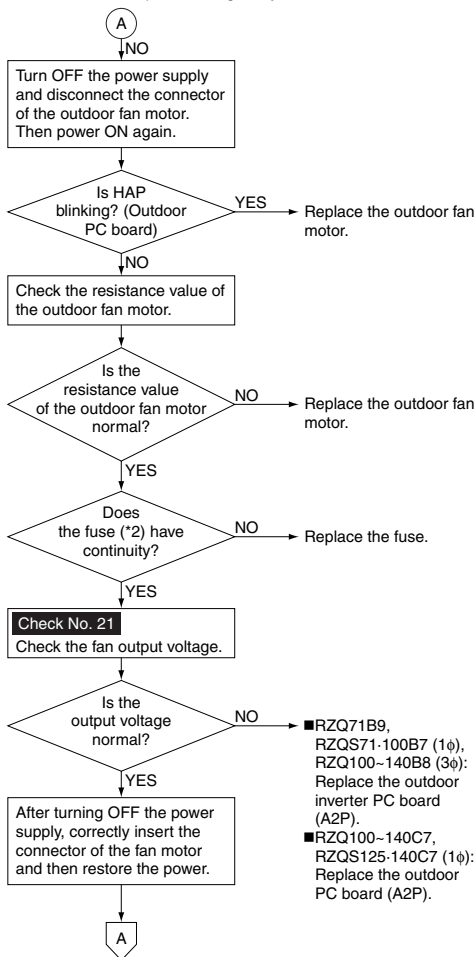 A
NO
Turn OFF the power supply
and disconnect the connector
of the outdoor fan motor.
Then power ON again.
Is HAP
blinking? (Outdoor
PC board)
YES
Replace the outdoor fan
motor.
NO
Check the resistance value of
the outdoor fan motor.
Is the
resistance value
of the outdoor fan motor
normal?
NO
Replace the outdoor fan
motor.
YES
Does
the fuse (*2) have
continuity?
NO
Replace the fuse.
YES
Check No. 21
Check the fan output voltage.
Is the
output voltage
normal?
NO
■RZQ71B9,
RZQS71·100B7 (1ϕ),
RZQ100~140B8 (3ϕ):
Replace the outdoor
inverter PC board
(A2P).
■RZQ100~140C7,
RZQS125·140C7 (1ϕ):
Replace the outdoor
PC board (A2P).
YES
After turning OFF the power
supply, correctly insert the
connector of the fan motor
and then restore the power.
A